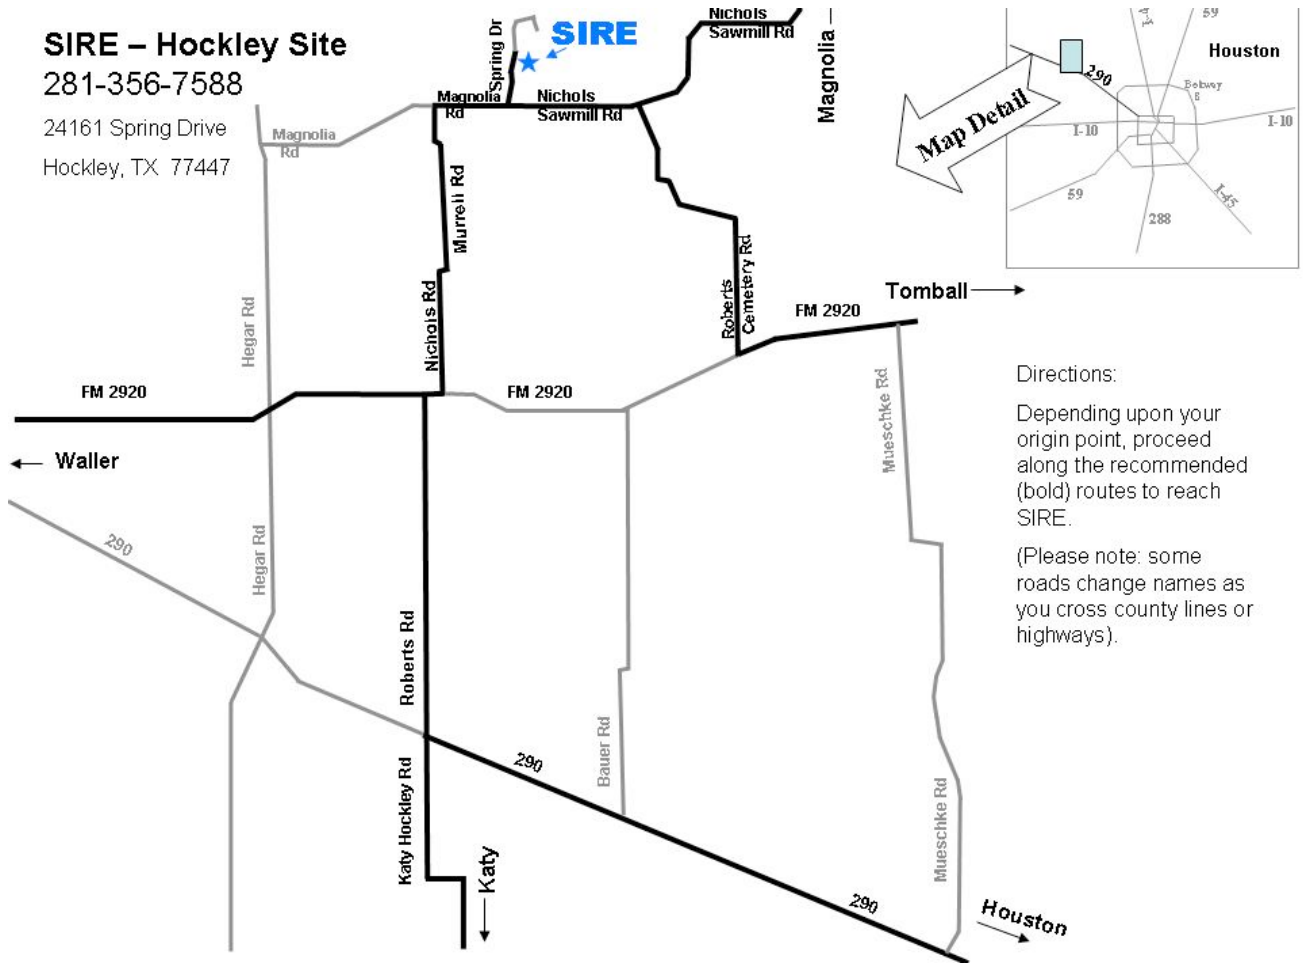 SIRE – Hockley Site
281-356-7588
24161 Spring Drive
Hockley, TX  77447
Spring Dr
SIRE
Nichols
Sawmill Rd
Magnolia
Magnolia
Rd
Nichols
Sawmill Rd
Magnolia
Rd
Murrell Rd
Nichols Rd
Hegar Rd
Roberts
Cemetery Rd
Map Detail
Houston
59
290
Beltway
8
I-10
I-10
59
288
I-45
Tomball
FM 2920
FM 2920
FM 2920
Waller
290
Hegar Rd
Roberts Rd
Mueschke Rd
Katy Hockley Rd
Katy
290
Bauer Rd
Mueschke Rd
290
Houston
Directions:
Depending upon your
origin point, proceed
along the recommended
(bold) routes to reach
SIRE.
(Please note: some
roads change names as
you cross county lines or
highways).